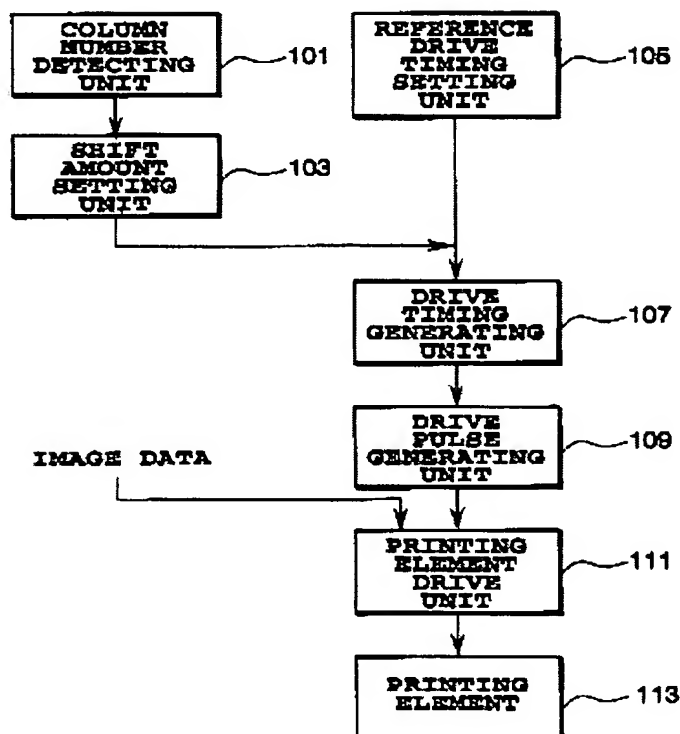 COLUMN
NUMBER
DETECTING
UNIT
101
REFERENCE
DRIVE
TIMING
SETTING
UNIT
105
SHIFT
AMOUNT
SETTING
UNIT
103
DRIVE
TIMING
GENERATING
UNIT
107
DRIVE
PULSE
GENERATING
UNIT
109
IMAGE DATA
PRINTING
ELEMENT
DRIVE
UNIT
111
PRINTING
ELEMENT
113